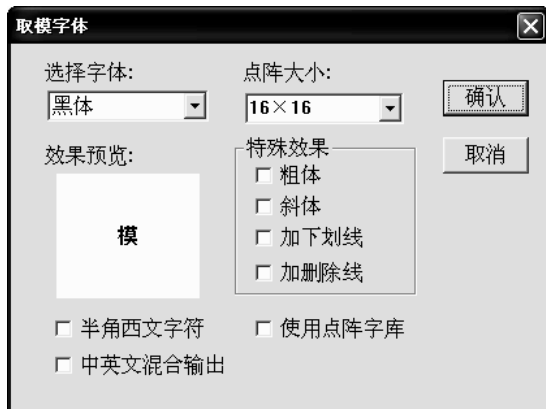 取模字体
选择字体:
点阵大小:
黑体
16×16
确认
效果预览:
特殊效果
取消
模
粗体
斜体
加下划线
加删除线
半角西文字符
使用点阵字库
中英文混合输出